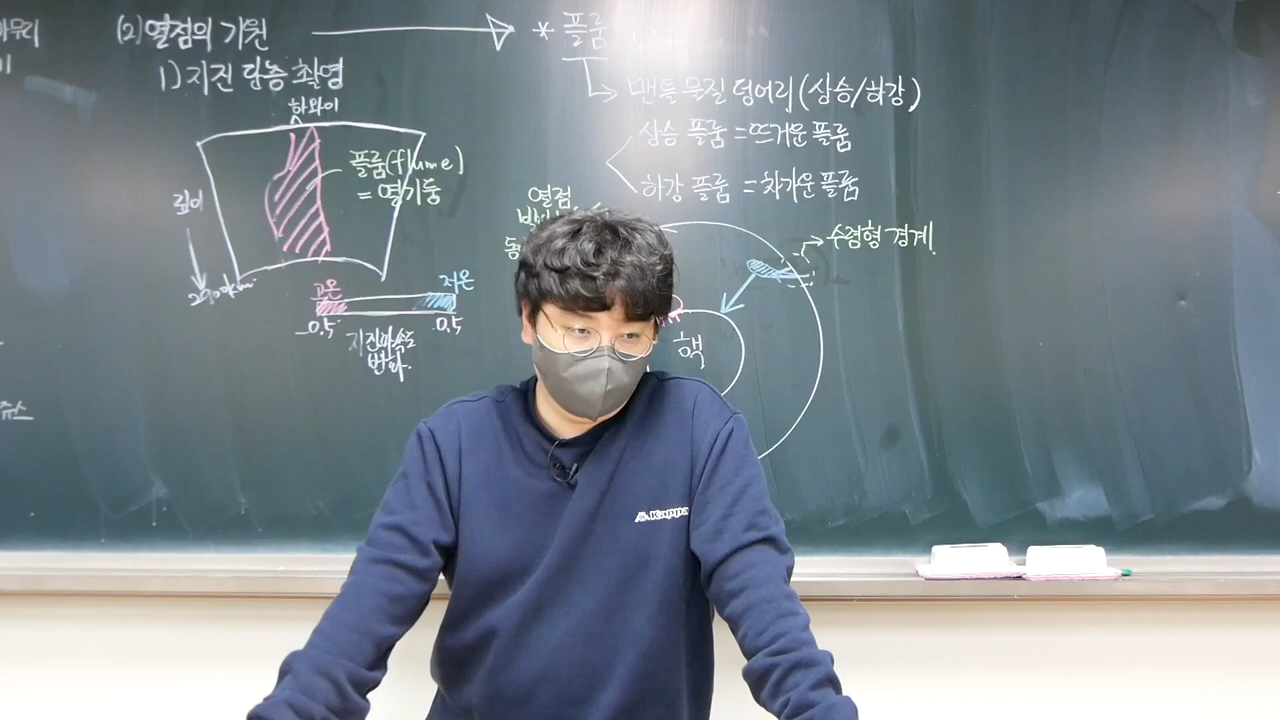 (2) 열점의 기원
* 플룸
1) 지진 단층 촬영
맨틀 물질 덩어리(상승/하강)
하와이
상승 플룸 = 뜨거운 플룸
플룸(flume)
= 열기둥
하강 플룸 = 차가운 플룸
깊이
열점
수렴형 경계
2900km
고온
저온
-0.5
0.5
지진파속도
변화
핵
Kappa